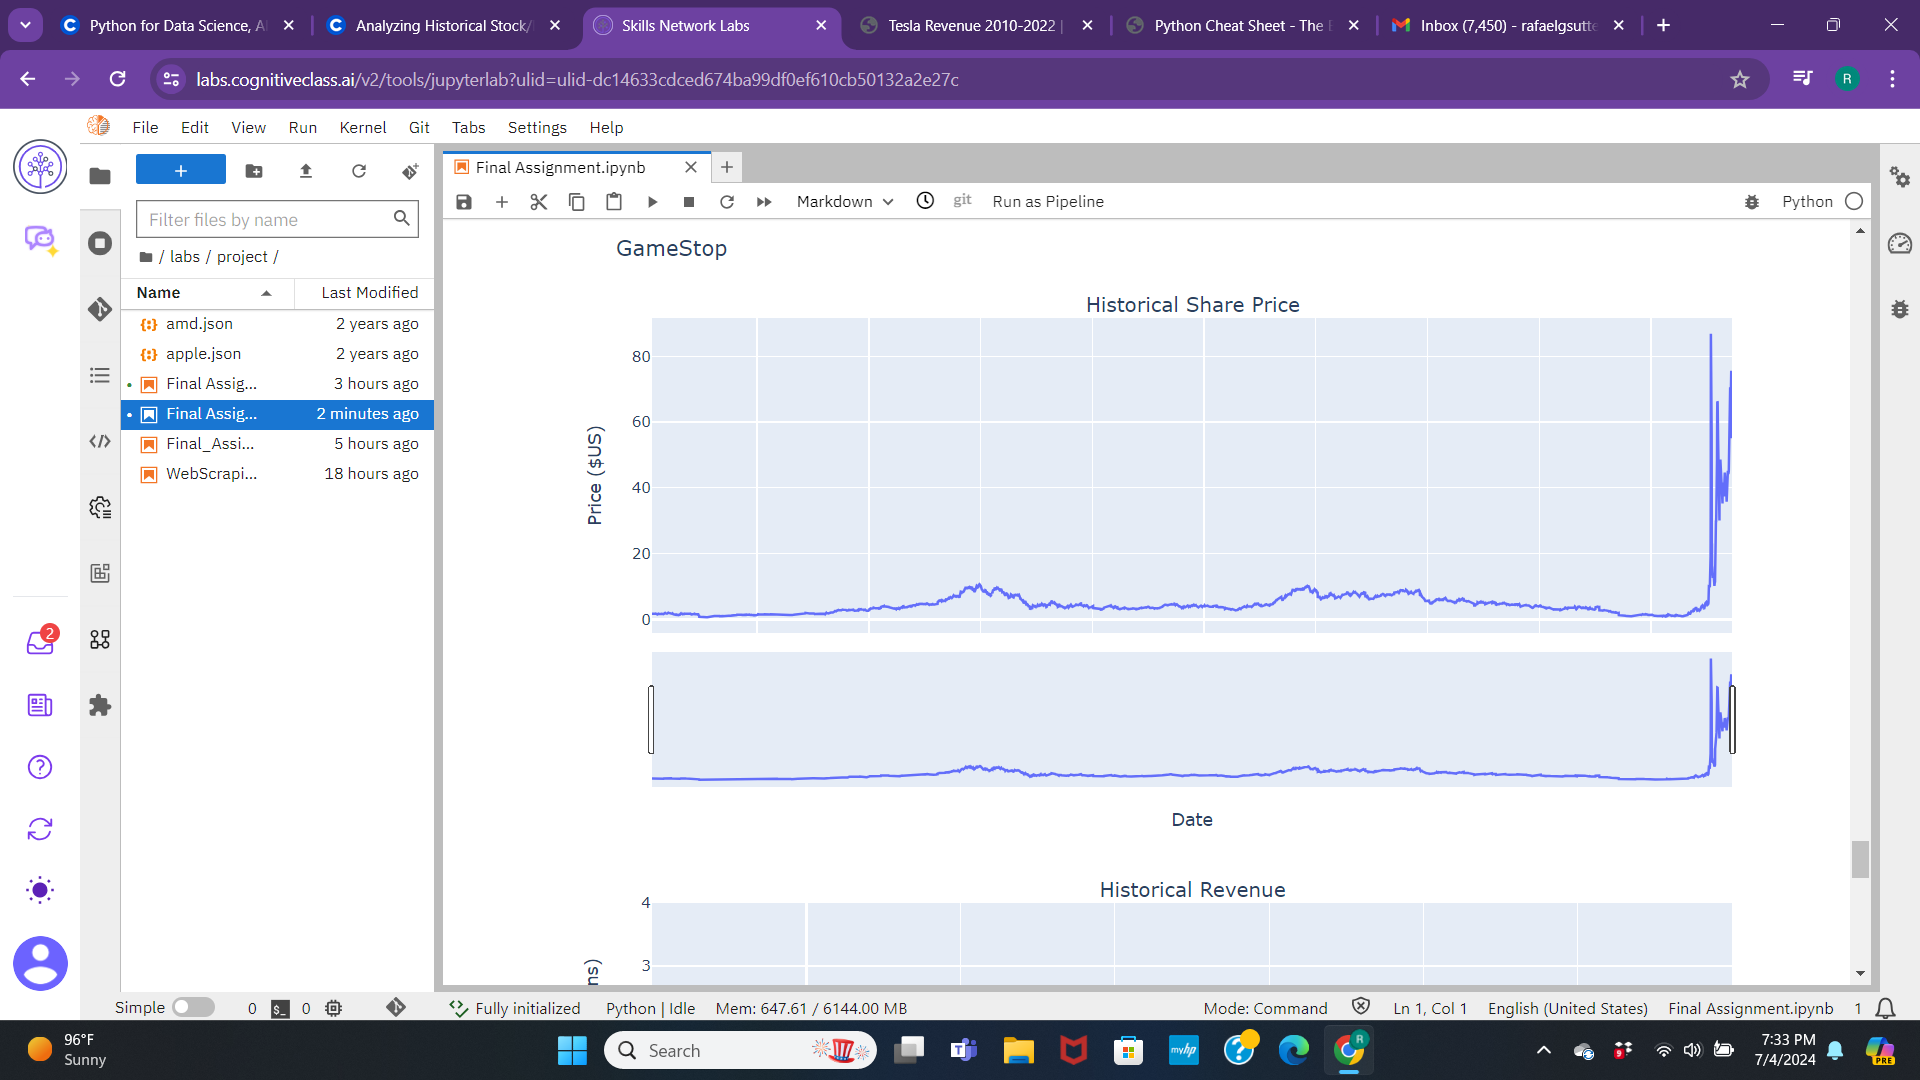 Python for Data Science, A
Analyzing Historical Stock/
Skills Network Labs
Tesla Revenue 2010-2022 |
Python Cheat Sheet - The
Inbox (7,450) - rafaelgsutte
labs.cognitiveclass.ai/v2/tools/jupyterlab?ulid=ulid-dc14633cdced674ba99df0ef610cb50132a2e27c
R
File Edit View Run Kernel Git Tabs Settings Help
Final Assignment.ipynb
Markdown
git
Run as Pipeline
Python
Filter files by name
/ labs / project /
Name Last Modified
amd.json 2 years ago
apple.json 2 years ago
Final Assig... 3 hours ago
Final Assig... 2 minutes ago
Final_Assi... 5 hours ago
WebScrapi... 18 hours ago
2
GameStop
Historical Share Price
80
60
40
20
0
Price ($US)
Date
Historical Revenue
4
3
ns)
Simple 0 $_ 0 Fully initialized Python | Idle Mem: 647.61 / 6144.00 MB Mode: Command Ln 1, Col 1 English (United States) Final Assignment.ipynb 1
96°F
Sunny
Search
myhp
R
9
7:33 PM
7/4/2024
PRE